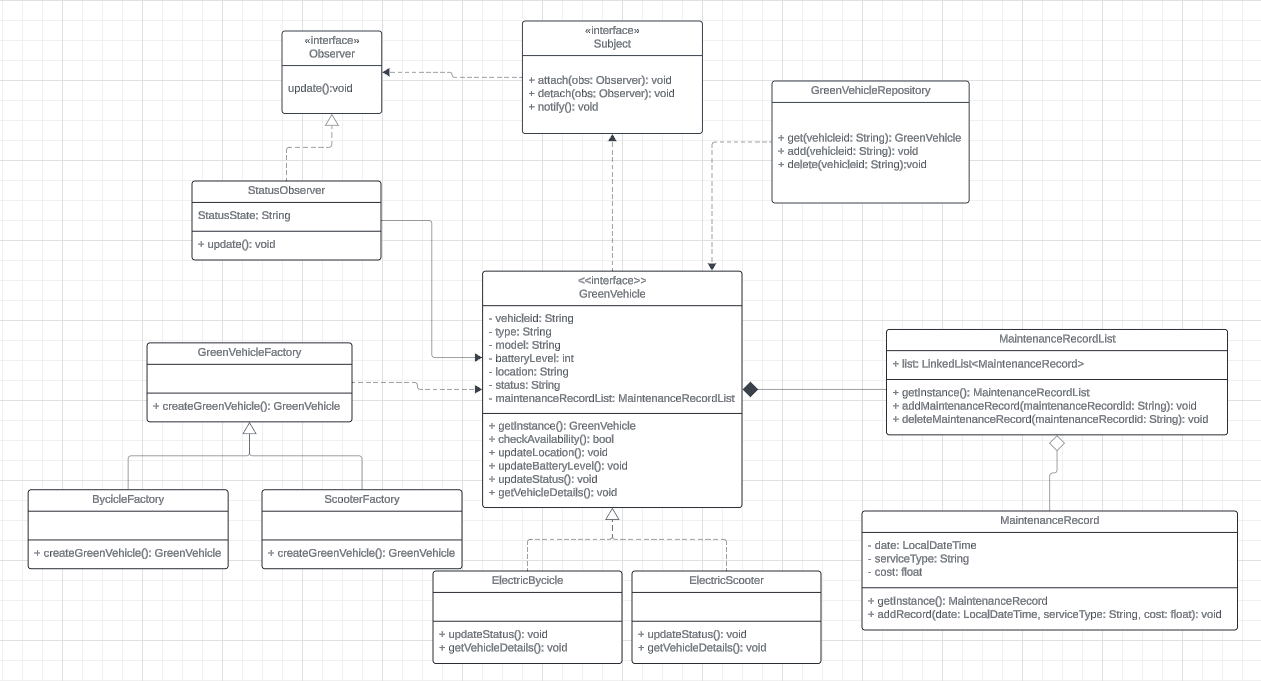 «interface»
Observer
update():void
«interface»
Subject
+ attach(obs: Observer): void
+ detach(obs: Observer): void
+ notify(): void
GreenVehicleRepository
+ get(vehicleid: String): GreenVehicle
+ add(vehicleid: String): void
+ delete(vehicleid: String):void
StatusObserver
StatusState: String
+ update(): void
<<interface>>
GreenVehicle
- vehicleid: String
- type: String
- model: String
- batteryLevel: int
- location: String
- status: String
- maintenanceRecordList: MaintenanceRecordList
+ getInstance(): GreenVehicle
+ checkAvailability(): bool
+ updateLocation(): void
+ updateBatteryLevel(): void
+ updateStatus(): void
+ getVehicleDetails(): void
GreenVehicleFactory
+ createGreenVehicle(): GreenVehicle
MaintenanceRecordList
+ list: LinkedList<MaintenanceRecord>
+ getInstance(): MaintenanceRecordList
+ addMaintenanceRecord(maintenanceRecordid: String): void
+ deleteMaintenanceRecord(maintenanceRecordid: String): void
BycicleFactory
+ createGreenVehicle(): GreenVehicle
ScooterFactory
+ createGreenVehicle(): GreenVehicle
MaintenanceRecord
- date: LocalDateTime
- serviceType: String
- cost: float
+ getInstance(): MaintenanceRecord
+ addRecord(date: LocalDateTime, serviceType: String, cost: float): void
ElectricBycicle
+ updateStatus(): void
+ getVehicleDetails(): void
ElectricScooter
+ updateStatus(): void
+ getVehicleDetails(): void